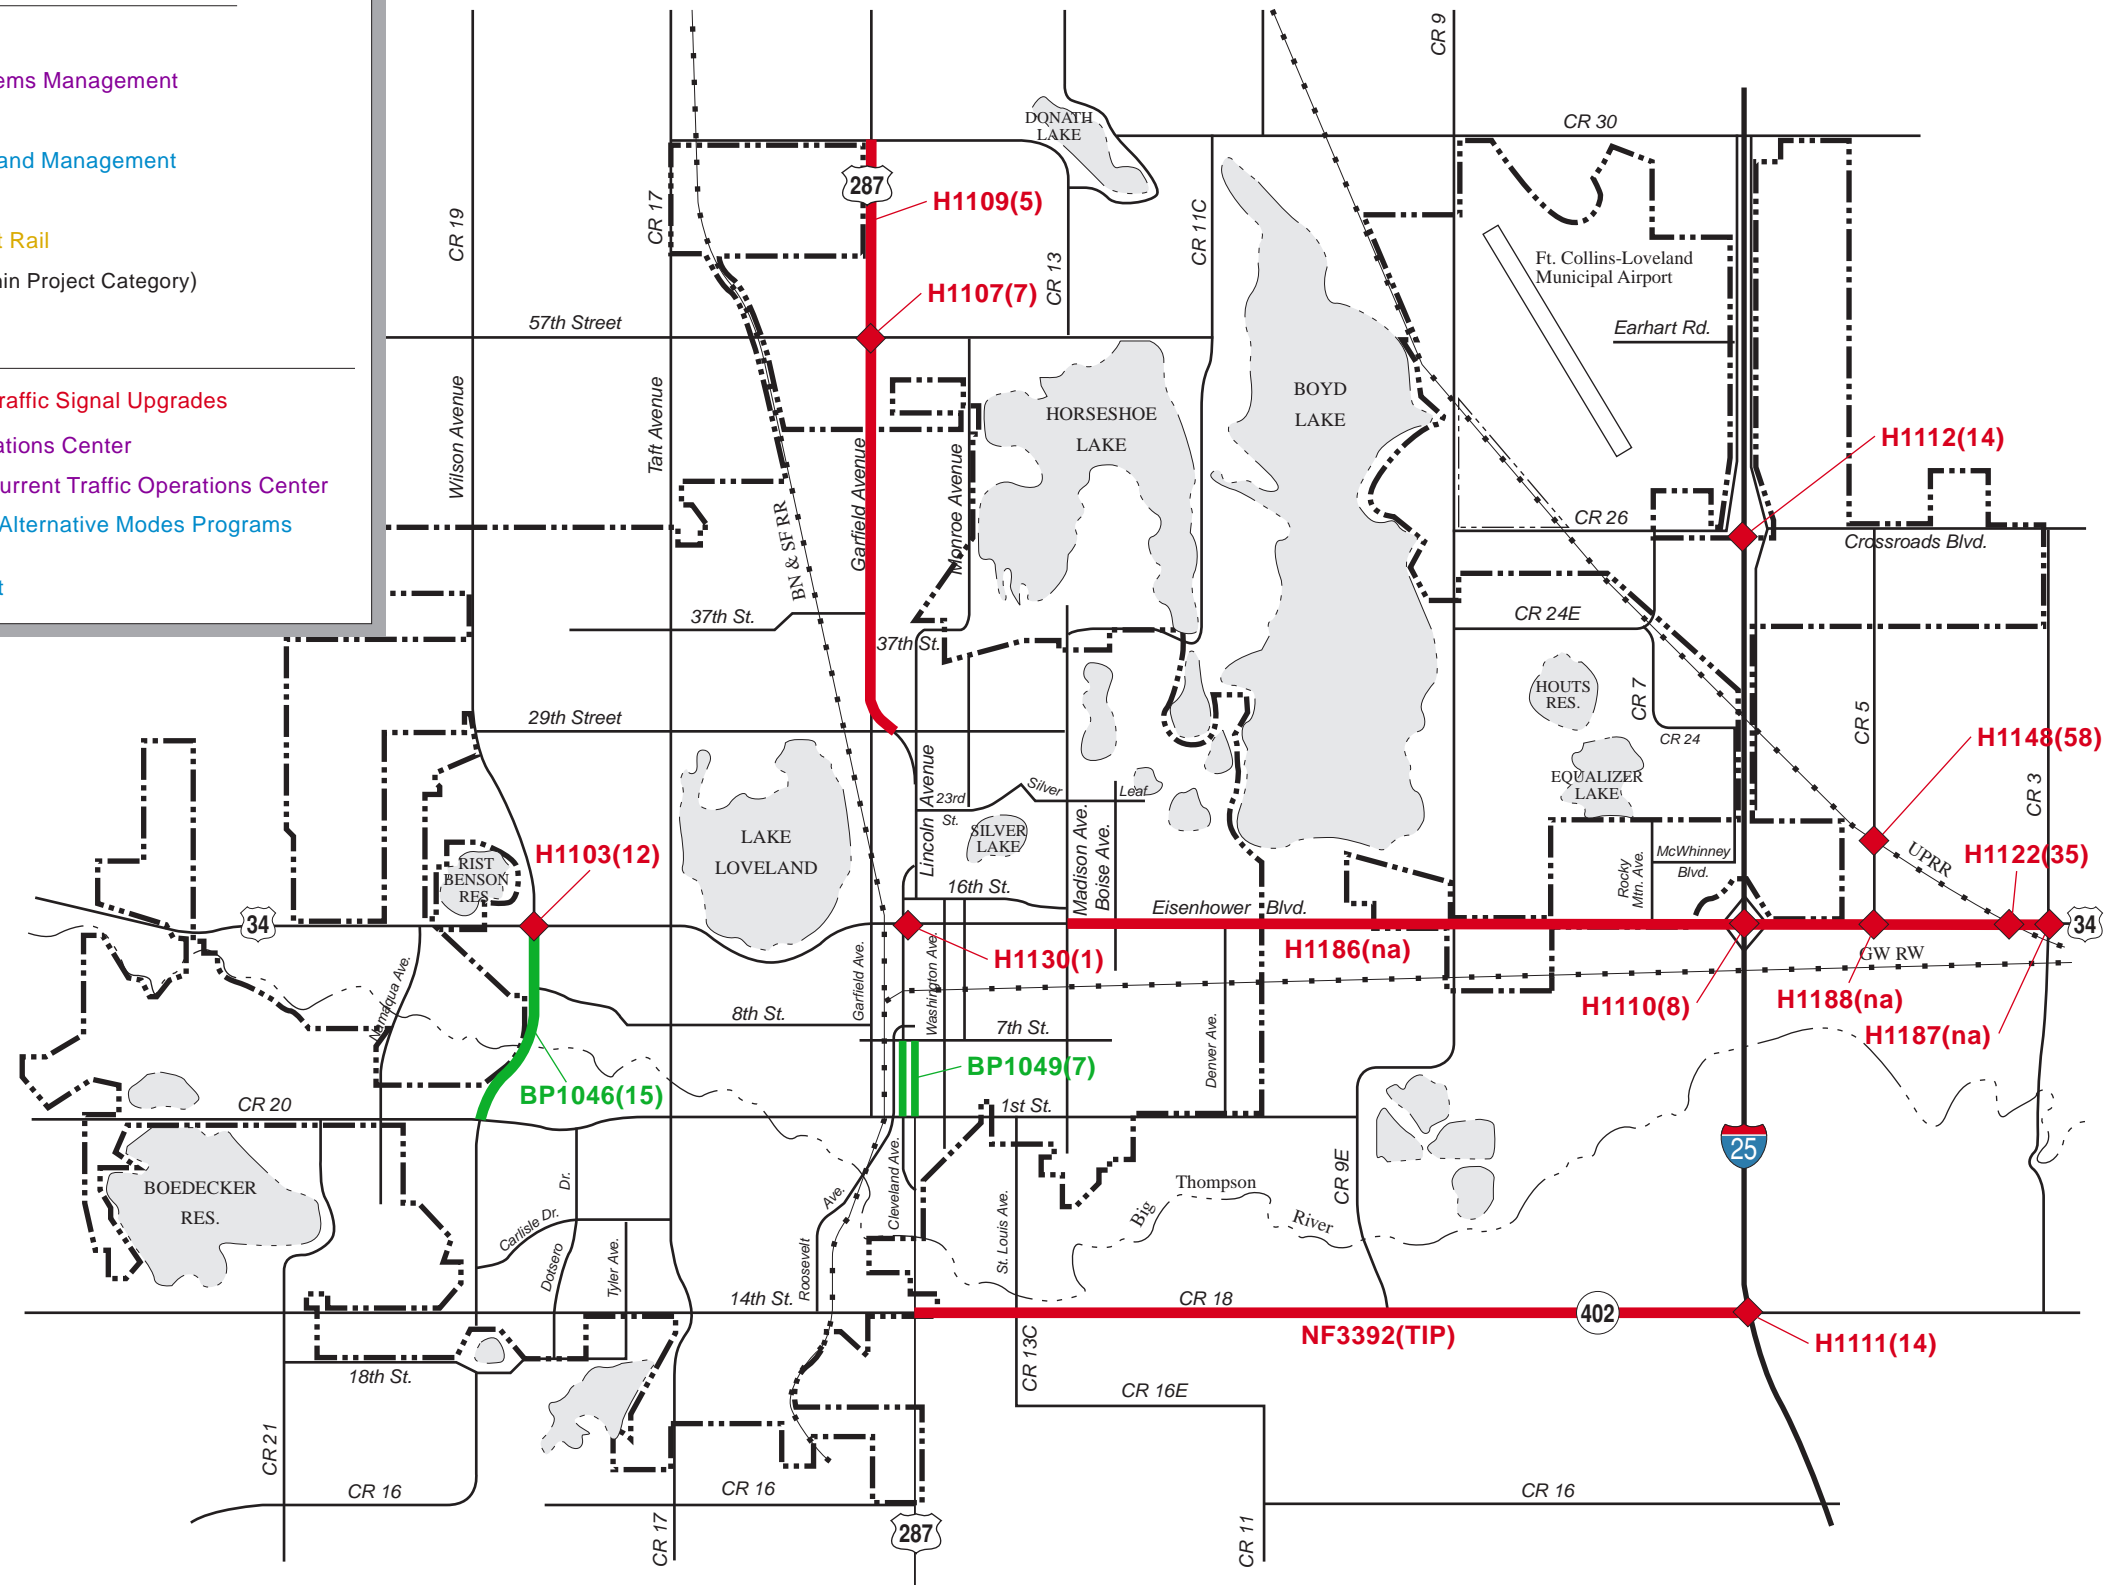 ems Management
and Management
t Rail
in Project Category)
raffic Signal Upgrades
ations Center
urrent Traffic Operations Center
Alternative Modes Programs
t
CR 9
CR 30
DONATH
LAKE
287
H1109(5)
CR 19
CR 17
CR 13
CR 11C
Ft. Collins-Loveland
Municipal Airport
H1107(7)
57th Street
Earhart Rd.
Wilson Avenue
Taft Avenue
BN & SF RR
Garfield Avenue
Monroe Avenue
HORSESHOE
LAKE
BOYD
LAKE
H1112(14)
CR 26
Crossroads Blvd.
37th St.
37th St.
CR 24E
HOUTS
RES.
CR 7
CR 5
CR 24
29th Street
H1148(58)
EQUALIZER
LAKE
CR 3
Lincoln Avenue
23rd
St.
Silver
Leaf
SILVER
LAKE
LAKE
LOVELAND
Madison Ave.
Boise Ave.
RIST
BENSON
RES.
H1103(12)
McWhinney
Blvd.
Rocky
Mtn. Ave.
UPRR
H1122(35)
16th St.
Eisenhower Blvd.
34
34
H1186(na)
H1130(1)
GW RW
H1110(8)
H1188(na)
H1187(na)
Namaqua Ave.
Garfield Ave.
Washington Ave.
8th St.
7th St.
Denver Ave.
BP1046(15)
BP1049(7)
CR 20
1st St.
25
BOEDECKER
RES.
Carlisle Dr.
Dr.
Dotsero
Tyler Ave.
Roosevelt
Ave.
Cleveland Ave.
St. Louis Ave.
Big
Thompson
River
CR 9E
14th St.
CR 18
402
NF3392(TIP)
H1111(14)
18th St.
CR 13C
CR 16E
CR 21
CR 16
CR 16
CR 16
CR 17
287
CR 11